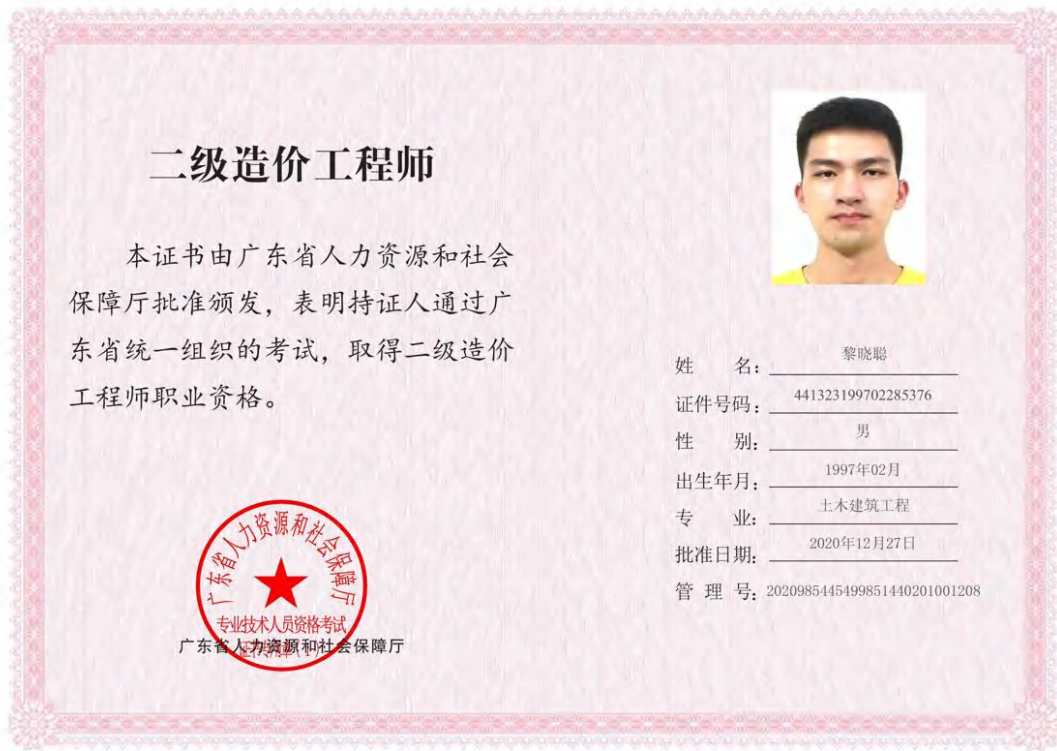 二级造价工程师
本证书由广东省人力资源和社会
保障厅批准颁发，表明持证人通过广
东省统一组织的考试，取得二级造价
工程师职业资格。
姓 名：黎晓聪
证件号码：441323199702285376
性 别：男
出生年月：1997年02月
专 业：土木建筑工程
批准日期：2020年12月27日
管 理 号：2020985445499851440201001208
广东省人力资源和社会保障厅
专业技术人员资格考试
广东省人力资源和社会保障厅